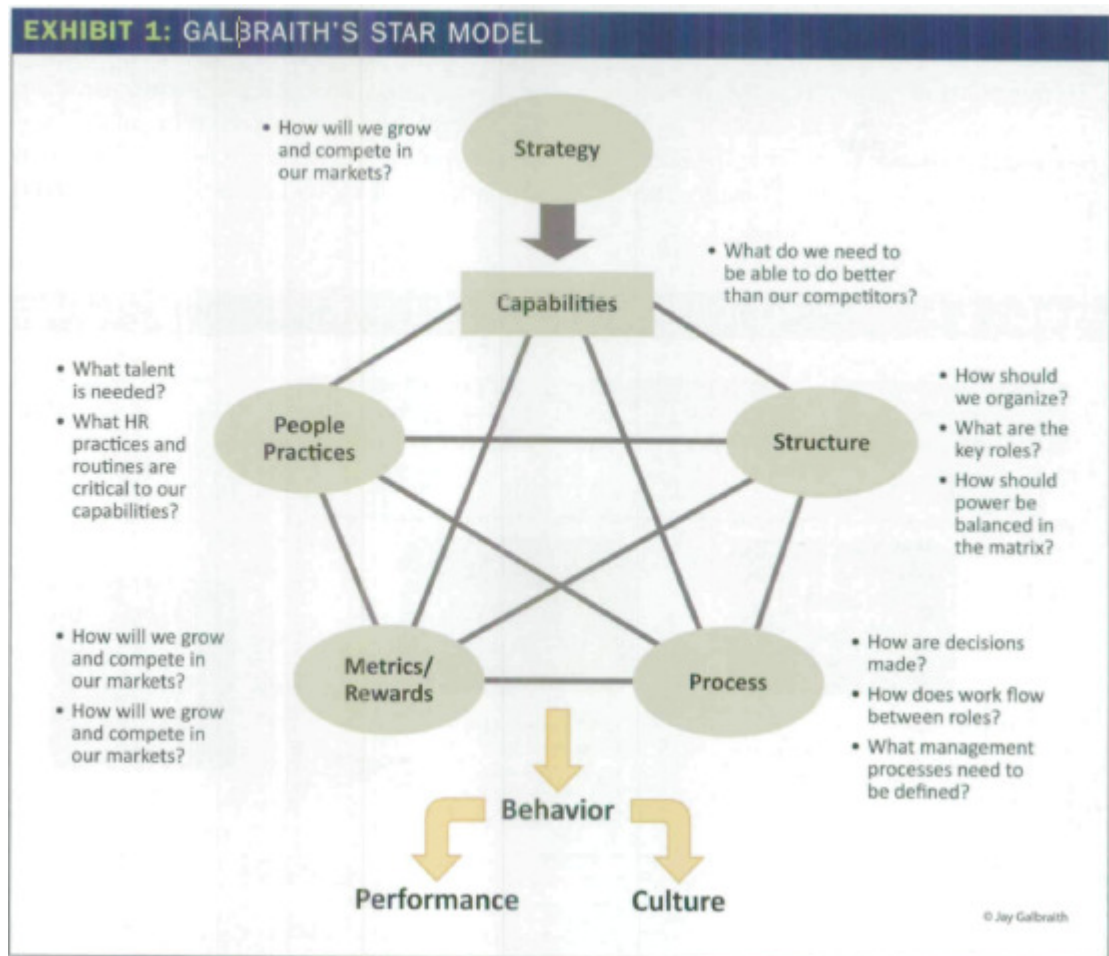 EXHIBIT 1: GALBRAITH'S STAR MODEL
• How will we grow
and compete in
our markets?
Strategy
• What do we need to
be able to do better
than our competitors?
Capabilities
• What talent
is needed?
• What HR
practices and
routines are
critical to our
capabilities?
People
Practices
Structure
• How should
we organize?
• What are the
key roles?
• How should
power be
balanced in
the matrix?
• How will we grow
and compete in
our markets?
• How will we grow
and compete in
our markets?
Metrics/
Rewards
Process
• How are decisions
made?
• How does work flow
between roles?
• What management
processes need to
be defined?
Behavior
Performance
Culture
© Jay Galbraith